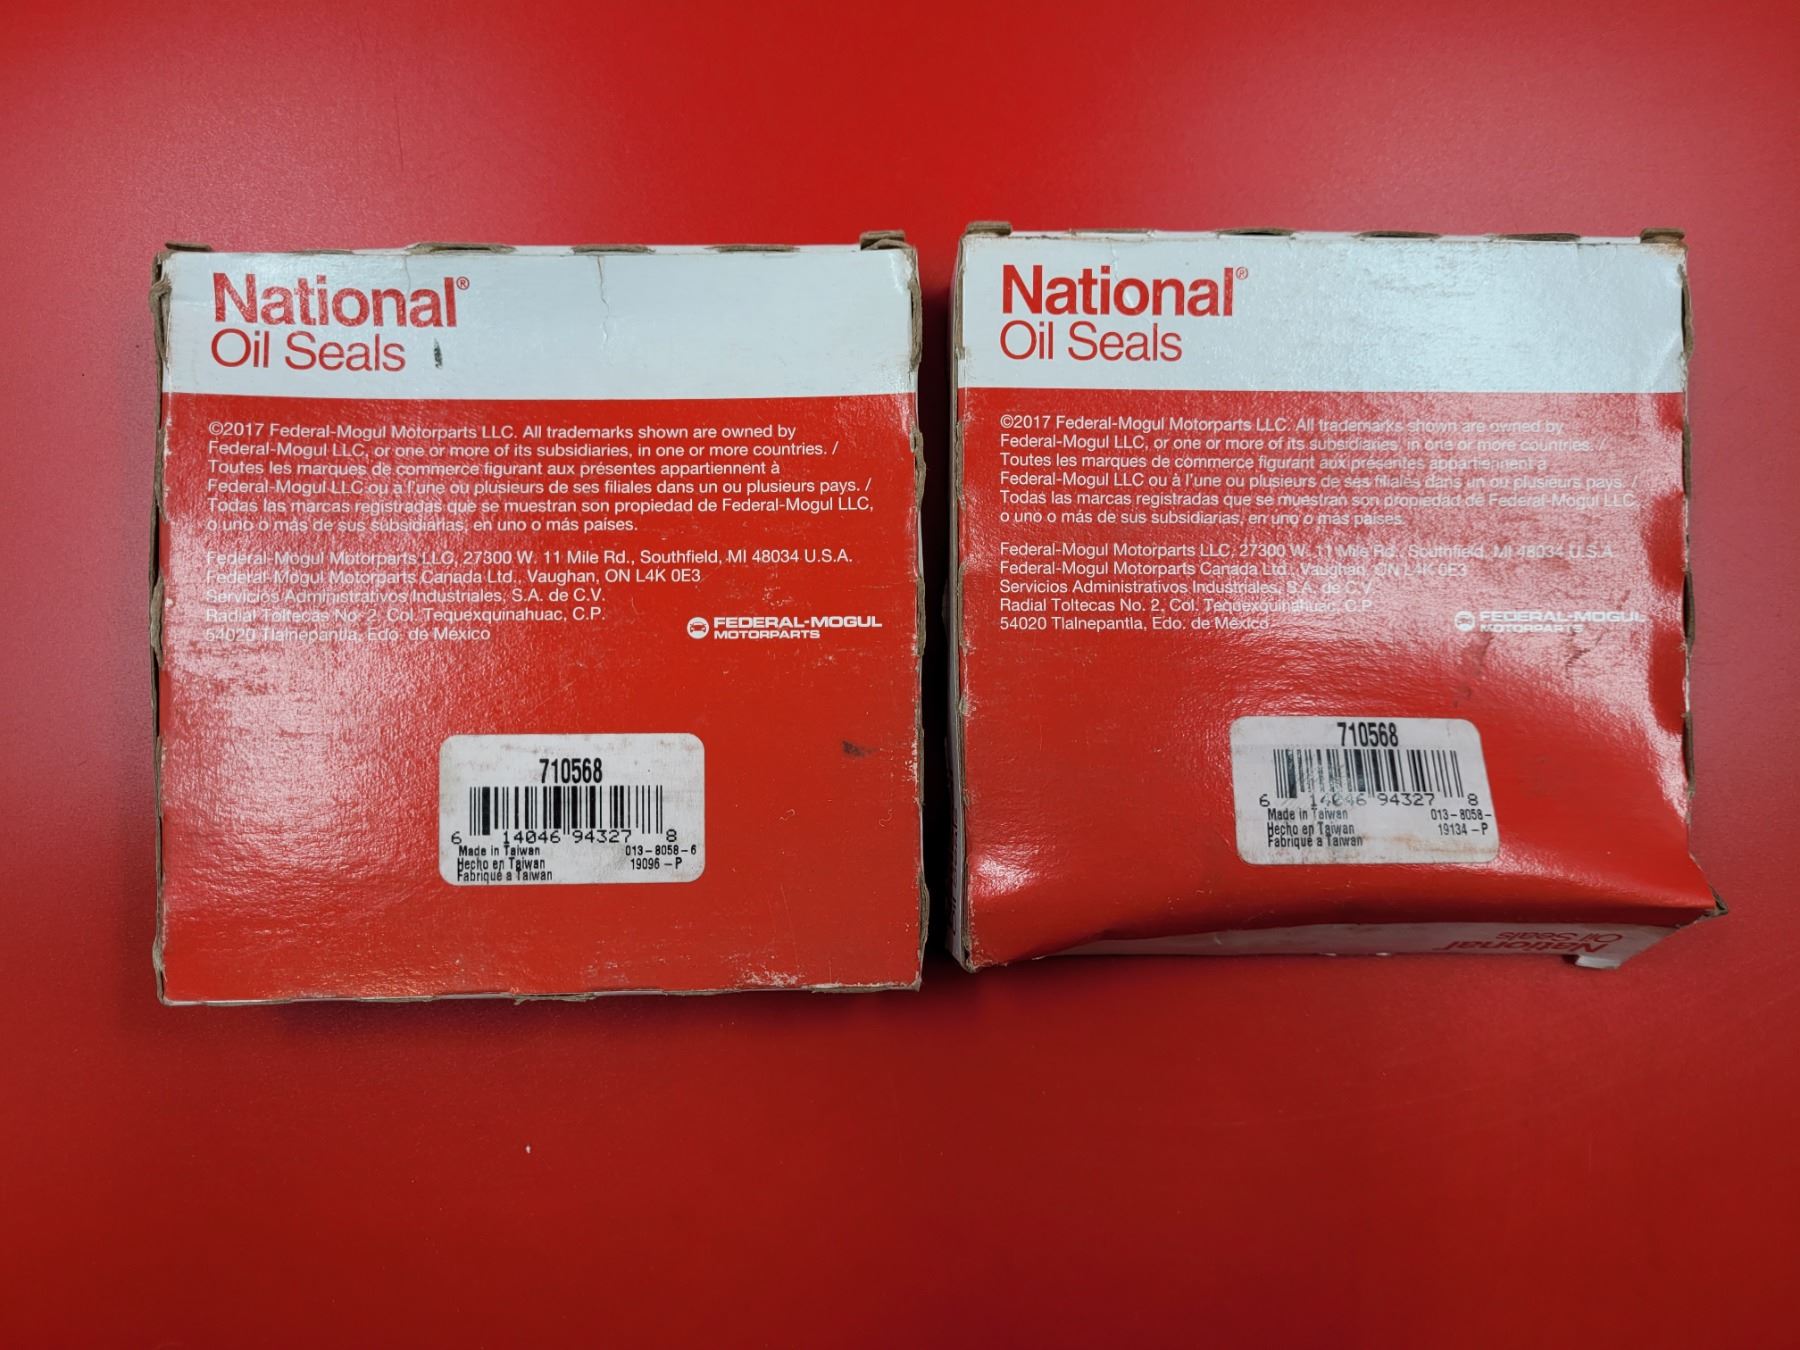 National®
Oil Seals
©2017 Federal-Mogul Motorparts LLC. All trademarks shown are owned by
Federal-Mogul LLC, or one or more of its subsidiaries, in one or more countries. /
Toutes les marques de commerce figurant aux présentes appartiennent à
Federal-Mogul LLC ou à l'une ou plusieurs de ses filiales dans un ou plusieurs pays. /
Todas las marcas registradas que se muestran son propiedad de Federal-Mogul LLC,
o uno o más de sus subsidiarias, en uno o más países.
Federal-Mogul Motorparts LLC, 27300 W. 11 Mile Rd., Southfield, MI 48034 U.S.A.
Federal-Mogul Motorparts Canada Ltd., Vaughan, ON L4K 0E3
Servicios Administrativos Industriales, S.A. de C.V.
Radial Toltecas No. 2, Col. Tequexquinahuac, C.P.
54020 Tlalnepantla, Edo. de México
FEDERAL-MOGUL
MOTORPARTS
710568
6 14046 94327 8
Made in Taiwan 013-8058-6
Hecho en Taiwan 19096-P
Fabriqué à Taiwan
National®
Oil Seals
©2017 Federal-Mogul Motorparts LLC. All trademarks shown are owned by
Federal-Mogul LLC, or one or more of its subsidiaries, in one or more countries. /
Toutes les marques de commerce figurant aux présentes appartiennent à
Federal-Mogul LLC ou à l'une ou plusieurs de ses filiales dans un ou plusieurs pays. /
Todas las marcas registradas que se muestran son propiedad de Federal-Mogul LLC,
o uno o más de sus subsidiarias, en uno o más países.
Federal-Mogul Motorparts LLC, 27300 W. 11 Mile Rd., Southfield, MI 48034 U.S.A.
Federal-Mogul Motorparts Canada Ltd., Vaughan, ON L4K 0E3
Servicios Administrativos Industriales, S.A. de C.V.
Radial Toltecas No. 2, Col. Tequexquinahuac, C.P.
54020 Tlalnepantla, Edo. de México
FEDERAL-MOGUL
MOTORPARTS
710568
6 14046 94327 8
Made in Taiwan 013-8058-
Hecho en Taiwan 19134-P
Fabriqué à Taiwan
National®
Oil Seals